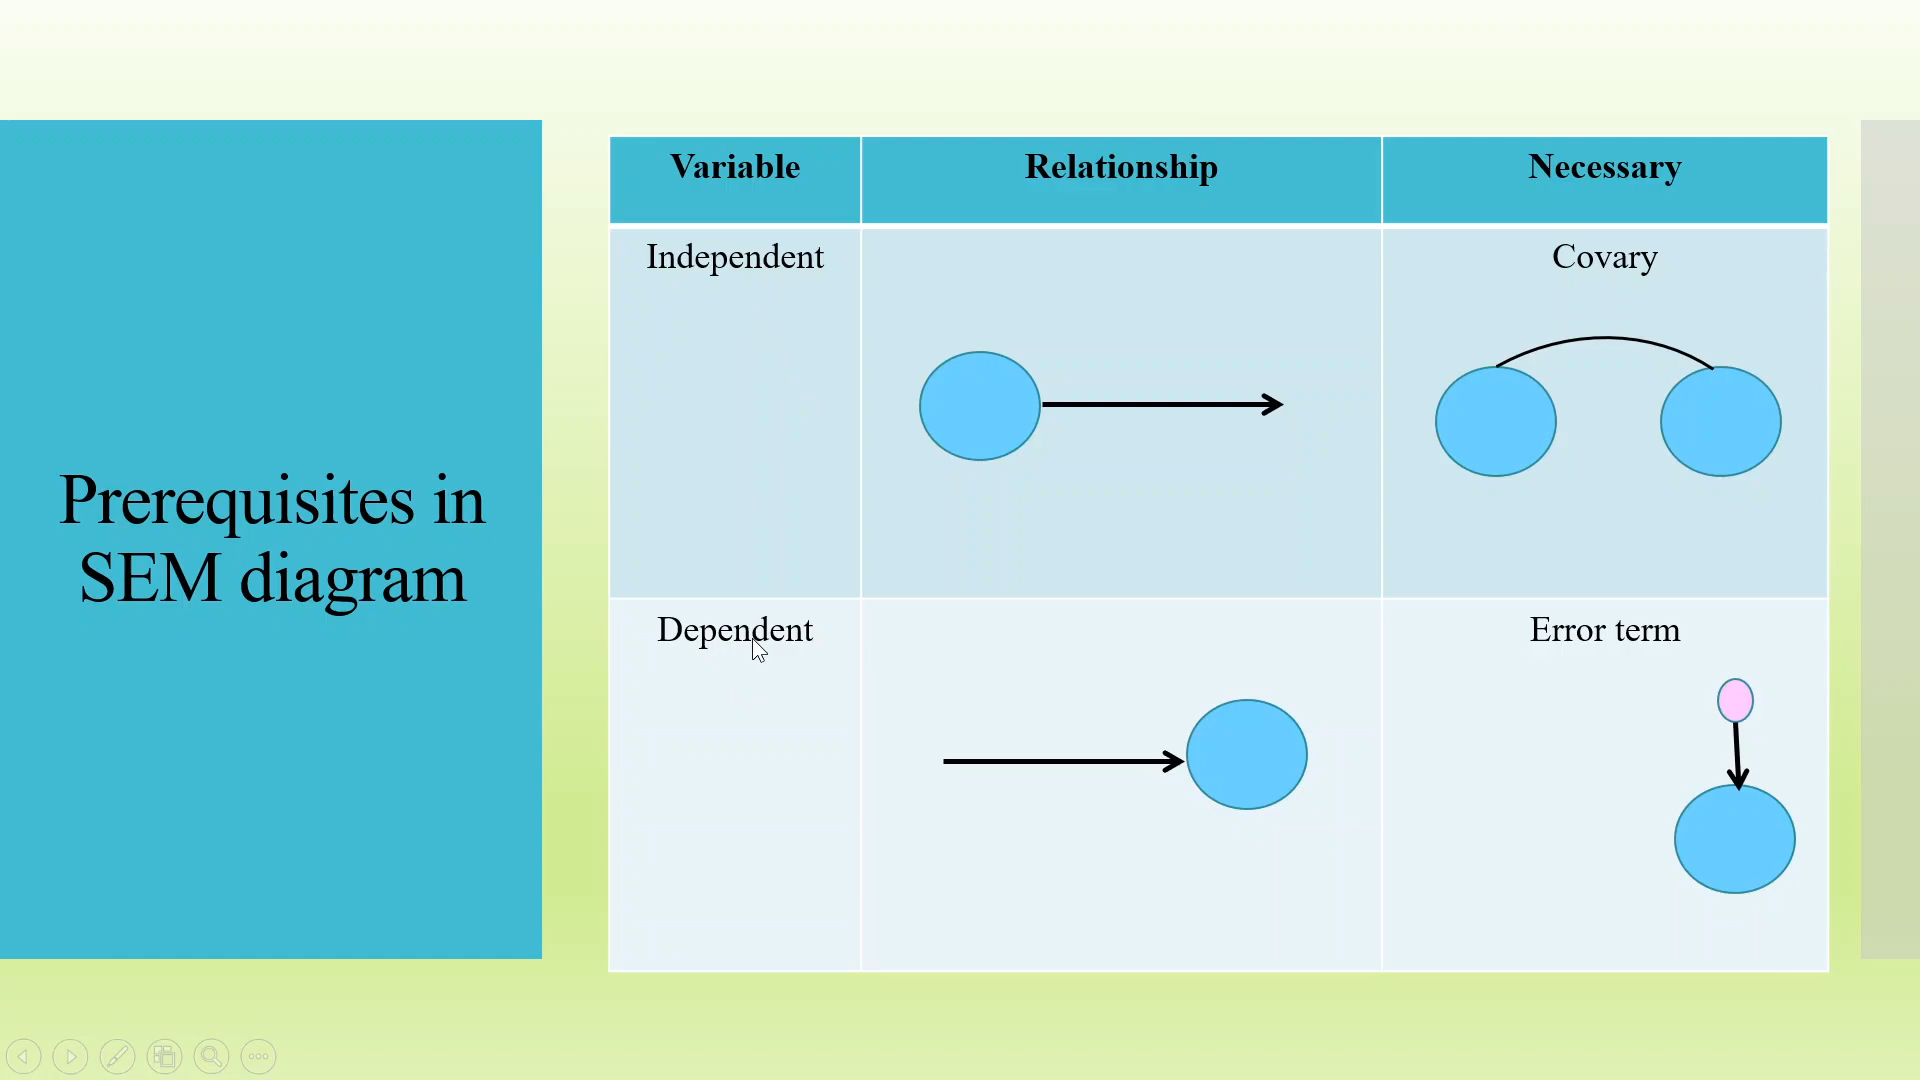 Prerequisites in
SEM diagram
Variable
Relationship
Necessary
Independent
Covary
Dependent
Error term